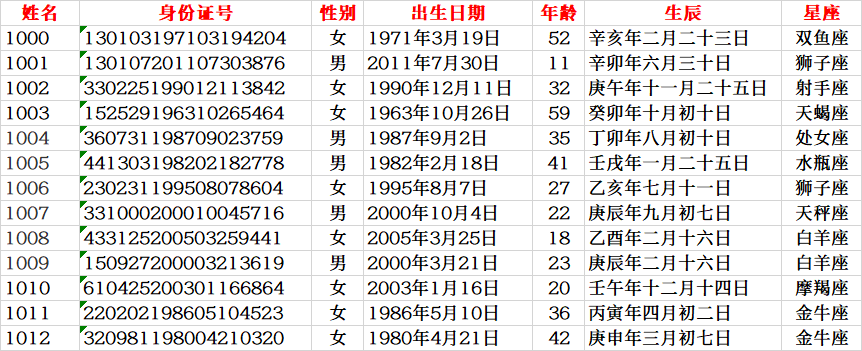 姓名 身份证号 性别 出生日期 年龄 生辰 星座
1000 130103197103194204 女 1971年3月19日 52 辛亥年二月二十三日 双鱼座
1001 130107201107303876 男 2011年7月30日 11 辛卯年六月三十日 狮子座
1002 330225199012113842 女 1990年12月11日 32 庚午年十一月二十五日 射手座
1003 152529196310265464 女 1963年10月26日 59 癸卯年十月初十日 天蝎座
1004 360731198709023759 男 1987年9月2日 35 丁卯年八月初十日 处女座
1005 441303198202182778 男 1982年2月18日 41 壬戌年一月二十五日 水瓶座
1006 230231199508078604 女 1995年8月7日 27 乙亥年七月十一日 狮子座
1007 331000200010045716 男 2000年10月4日 22 庚辰年九月初七日 天秤座
1008 433125200503259441 女 2005年3月25日 18 乙酉年二月十六日 白羊座
1009 150927200003213619 男 2000年3月21日 23 庚辰年二月十六日 白羊座
1010 610425200301166864 女 2003年1月16日 20 壬午年十二月十四日 摩羯座
1011 220202198605104523 女 1986年5月10日 36 丙寅年四月初二日 金牛座
1012 320981198004210320 女 1980年4月21日 42 庚申年三月初七日 金牛座